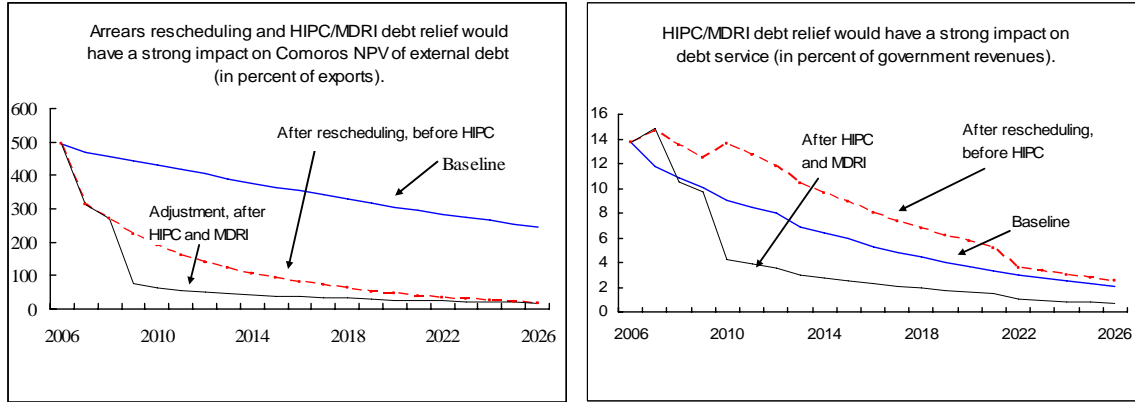 Arrears rescheduling and HIPC/MDRI debt relief would
have a strong impact on Comoros NPV of external debt
(in percent of exports).
600
500
400
300
200
100
0
After rescheduling, before HIPC
Baseline
Adjustment, after
HIPC and MDRI
2006 2010 2014 2018 2022 2026
HIPC/MDRI debt relief would have a strong impact on
debt service (in percent of government revenues).
16
14
12
10
8
6
4
2
0
After HIPC
and MDRI
After rescheduling,
before HIPC
Baseline
2006 2010 2014 2018 2022 2026